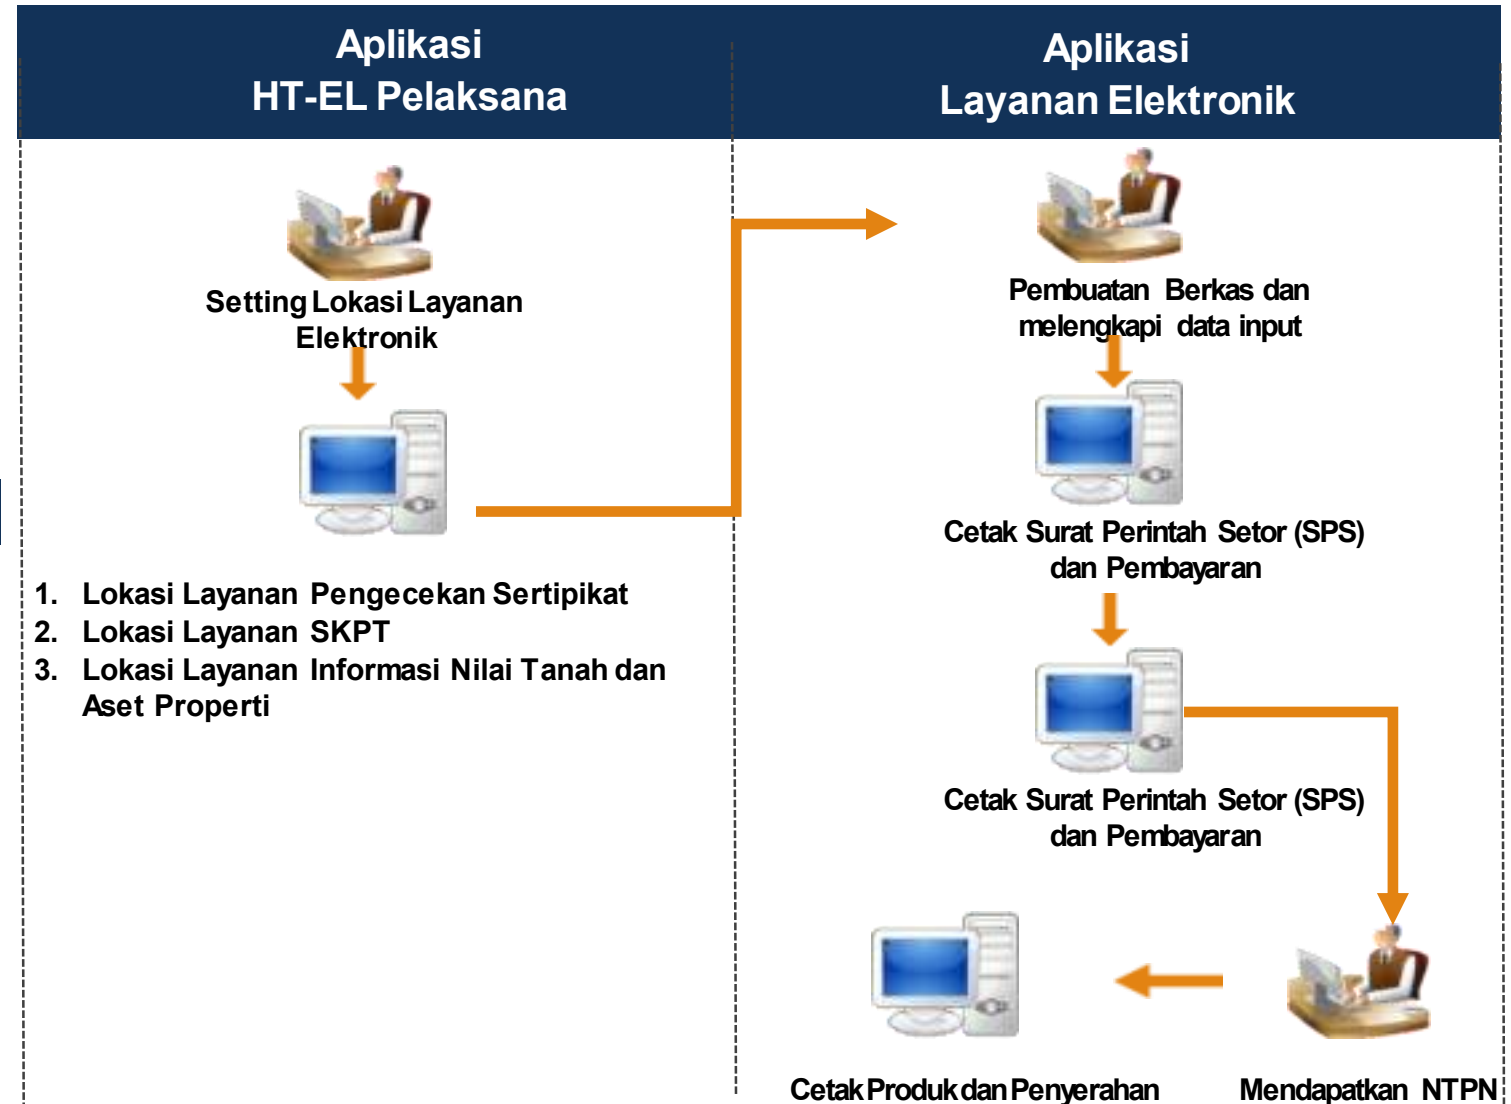 Aplikasi
HT-EL Pelaksana
Setting Lokasi Layanan
Elektronik
1. Lokasi Layanan Pengecekan Sertipikat
2. Lokasi Layanan SKPT
3. Lokasi Layanan Informasi Nilai Tanah dan
Aset Properti
Aplikasi
Layanan Elektronik
Pembuatan Berkas dan
melengkapi data input
Cetak Surat Perintah Setor (SPS)
dan Pembayaran
Cetak Surat Perintah Setor (SPS)
dan Pembayaran
Mendapatkan NTPN
Cetak Produk dan Penyerahan